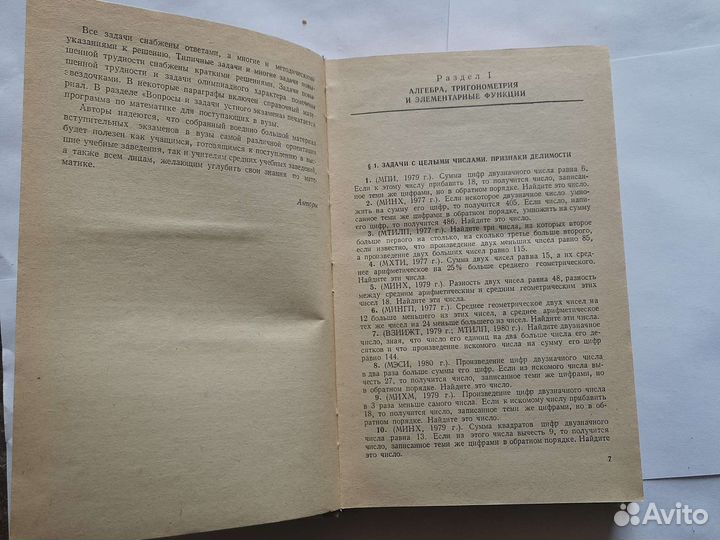 Все задачи снабжены ответами, а многие и методическими
указаниями к решению. Типичные задачи и многие задачи повы-
шенной трудности снабжены краткими решениями. Задачи повы-
шенной трудности и задачи олимпиадного характера помечены
звездочками. В некоторые параграфы включен справочный мате-
риал. В разделе «Вопросы и задачи устного экзамена» печатается
программа по математике для поступающих в вузы.
Авторы надеются, что собранный воедино большой материал
вступительных экзаменов в вузы самой различной ориентации
будет полезен как учащимся, готовящимся к поступлению в выс-
шие учебные заведения, так и учителям средних учебных заведений,
а также всем лицам, желающим углубить свои знания по мате-
матике.
Авторы
Раздел I
АЛГЕБРА, ТРИГОНОМЕТРИЯ
И ЭЛЕМЕНТАРНЫЕ ФУНКЦИИ
§ 1. ЗАДАЧИ С ЦЕЛЫМИ ЧИСЛАМИ. ПРИЗНАКИ ДЕЛИМОСТИ
1. (МПИ, 1979 г.). Сумма цифр двузначного числа равна 6.
Если к этому числу прибавить 18, то получится число, записан-
ное теми же цифрами, но в обратном порядке. Найдите это число.
2. (МИНХ, 1977 г.). Если некоторое двузначное число умно-
жить на сумму его цифр, то получится 405. Если число, напи-
санное теми же цифрами в обратном порядке, умножить на сумму
его цифр, то получится 486. Найдите это число.
3. (МТИЛП, 1977 г.). Найдите три числа, из которых второе
больше первого на столько, на сколько третье больше второго,
если известно, что произведение двух меньших чисел равно 85,
а произведение двух больших чисел равно 115.
4. (МХТИ, 1977 г.). Сумма двух чисел равна 15, а их сред-
нее арифметическое на 25% больше среднего геометрического.
Найдите эти числа.
5. (МИНХ, 1979 г.). Разность двух чисел равна 48, разность
между средним арифметическим и средним геометрическим этих
чисел 18. Найдите эти числа.
6. (МИНГП, 1977 г.). Среднее геометрическое двух чисел на
12 больше меньшего из этих чисел, а среднее арифметическое
тех же чисел на 24 меньше большего из чисел. Найдите эти числа.
7. (ВЗИИЖТ, 1979 г.; МТИЛП, 1980 г.). Найдите двузначное
число, зная, что число его единиц на два больше числа его деся-
тков и что произведение искомого числа на сумму его цифр
равно 144.
8. (МЭСИ, 1980 г.). Произведение цифр двузначного числа
в два раза больше суммы его цифр. Если из искомого числа вы-
честь 27, то получится число, записанное теми же цифрами, но
в обратном порядке. Найдите это число.
9. (МИХМ, 1979 г.). Произведение цифр двузначного числа
в 3 раза меньше самого числа. Если к искомому числу прибавить
18, то получится число, написанное теми же цифрами, но в об-
ратном порядке. Найдите это число.
10. (МИНХ, 1979 г.). Сумма квадратов цифр двузначного
числа равна 13. Если из этого числа вычесть 9, то получится
число, записанное теми же цифрами в обратном порядке. Найдите
это число.
7
Avito